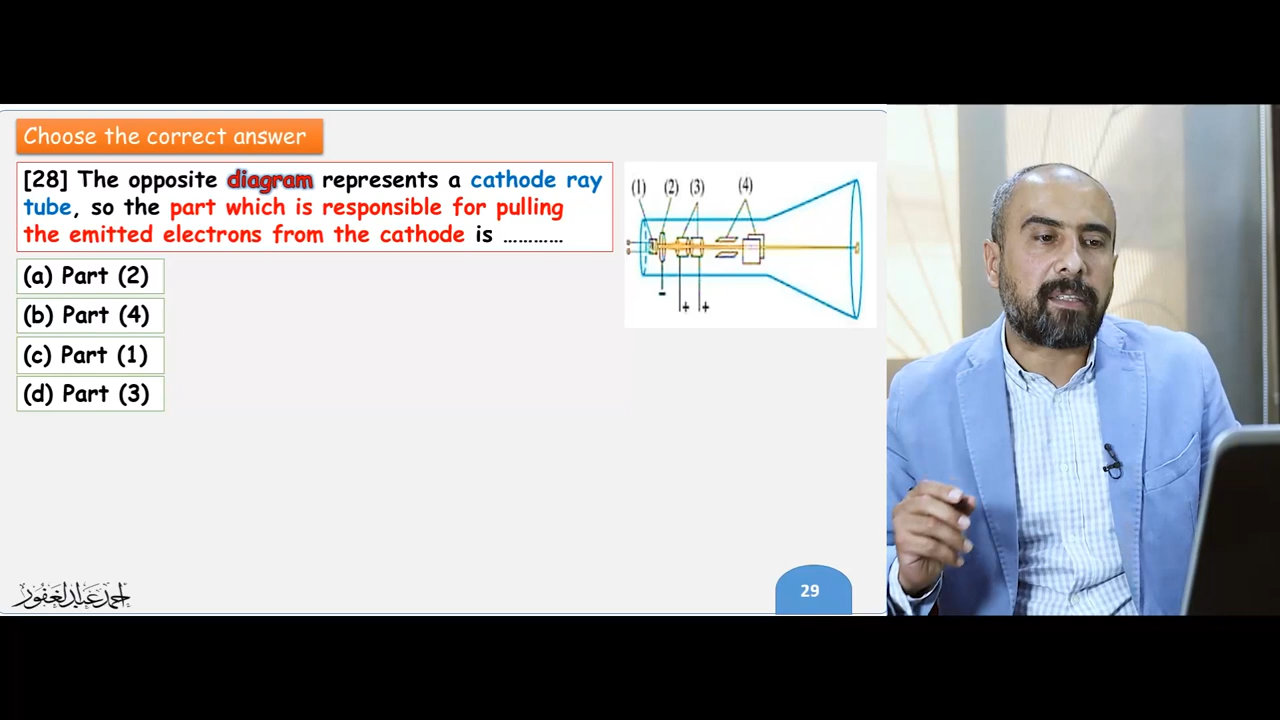 Choose the correct answer
[28] The opposite diagram represents a cathode ray
tube, so the part which is responsible for pulling
the emitted electrons from the cathode is …………
(a) Part (2)
(b) Part (4)
(c) Part (1)
(d) Part (3)
(1) (2) (3) (4)
- + +
احمد عبد الغفور
29